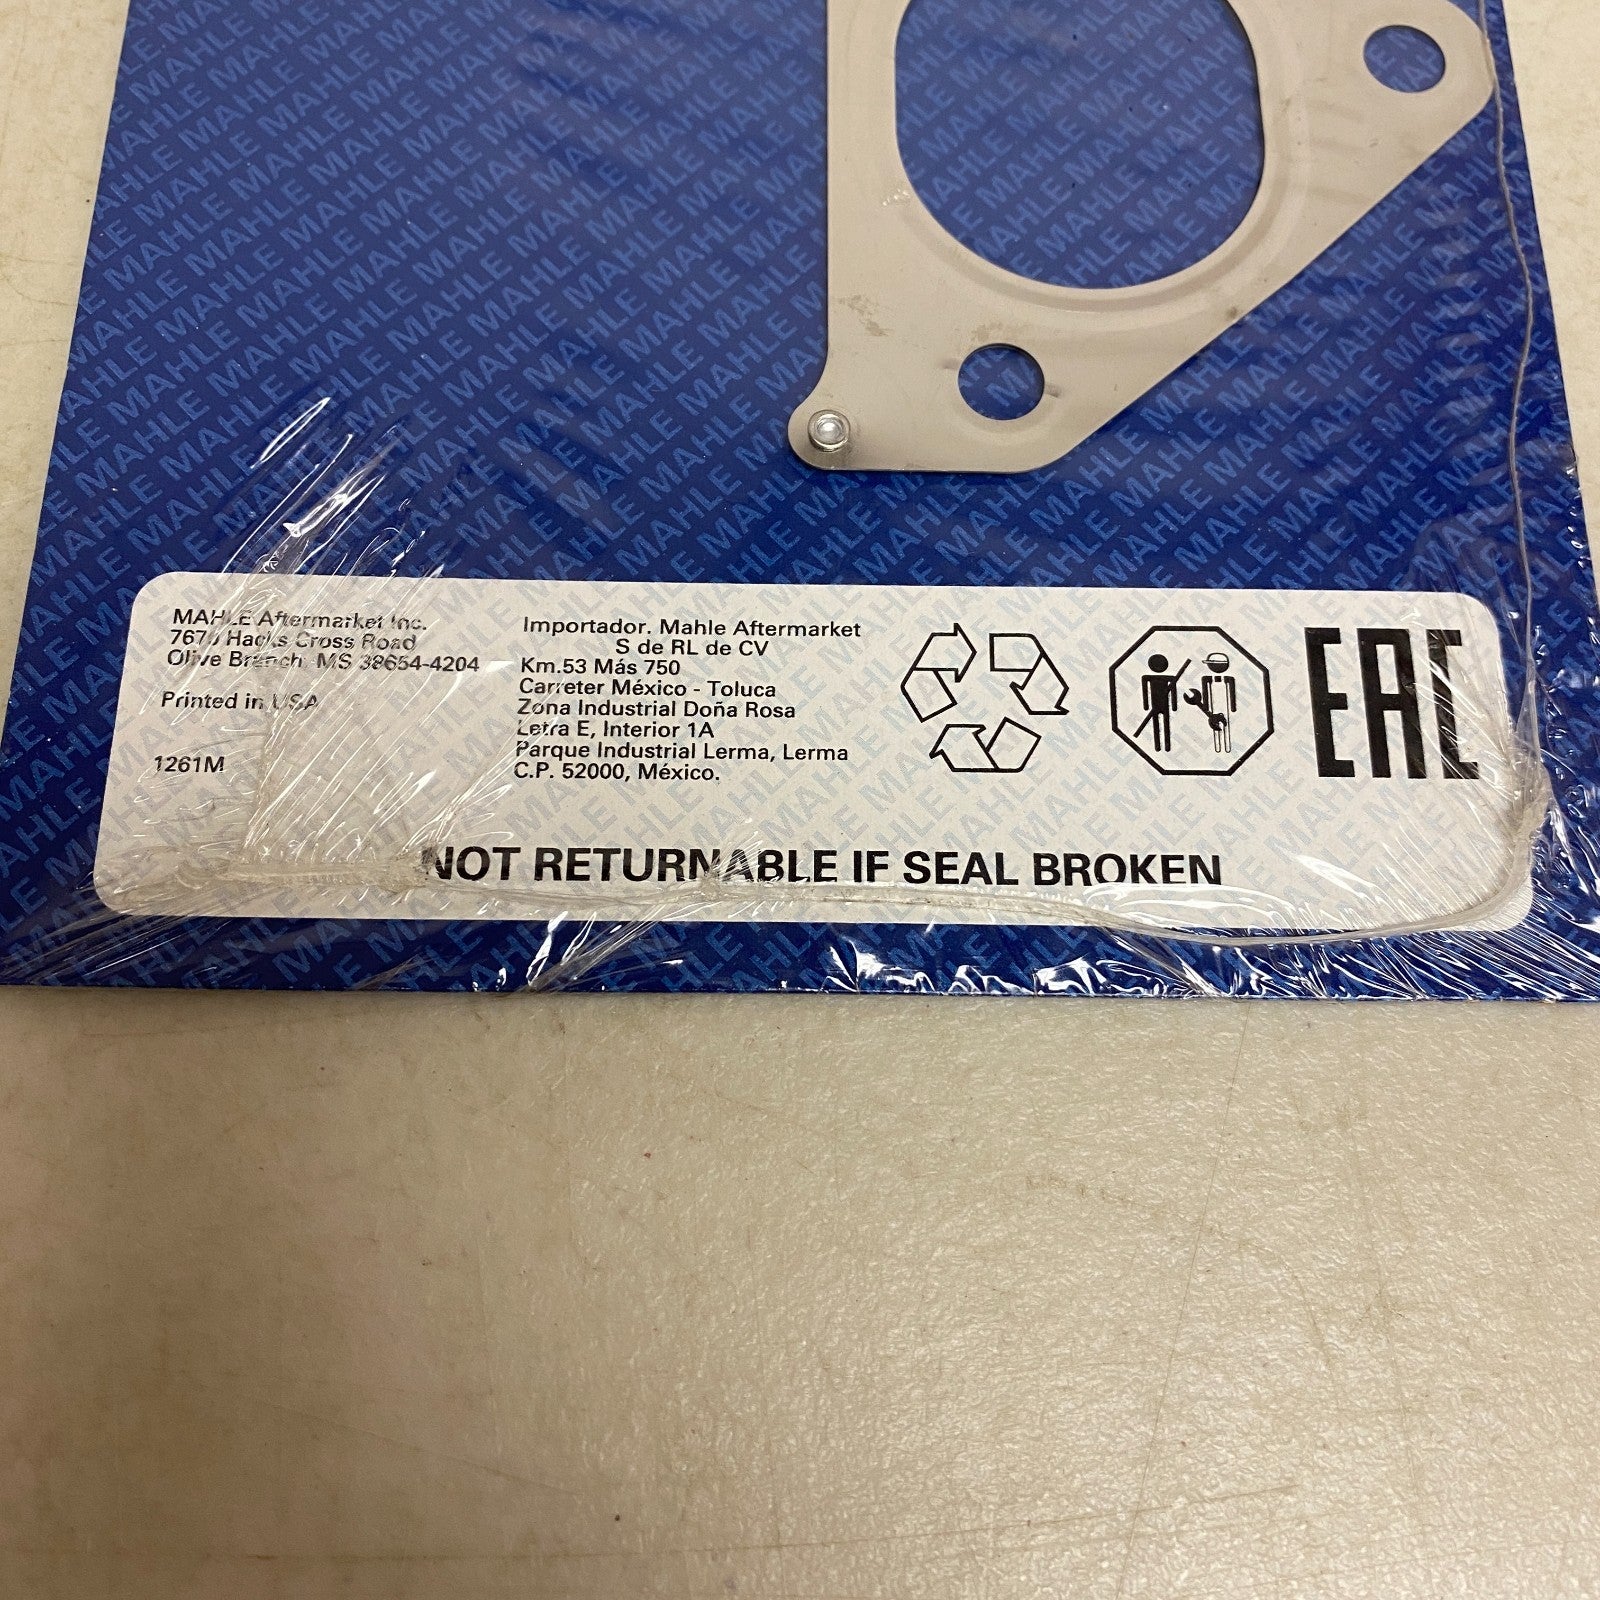 MAHLE Aftermarket Inc.
7675 Hacks Cross Road
Olive Branch, MS 38654-4204
Printed in USA
1261M
Importador. Mahle Aftermarket
S de RL de CV
Km.53 Más 750
Carreter México - Toluca
Zona Industrial Doña Rosa
Letra E, Interior 1A
Parque Industrial Lerma, Lerma
C.P. 52000, México.
EAC
NOT RETURNABLE IF SEAL BROKEN